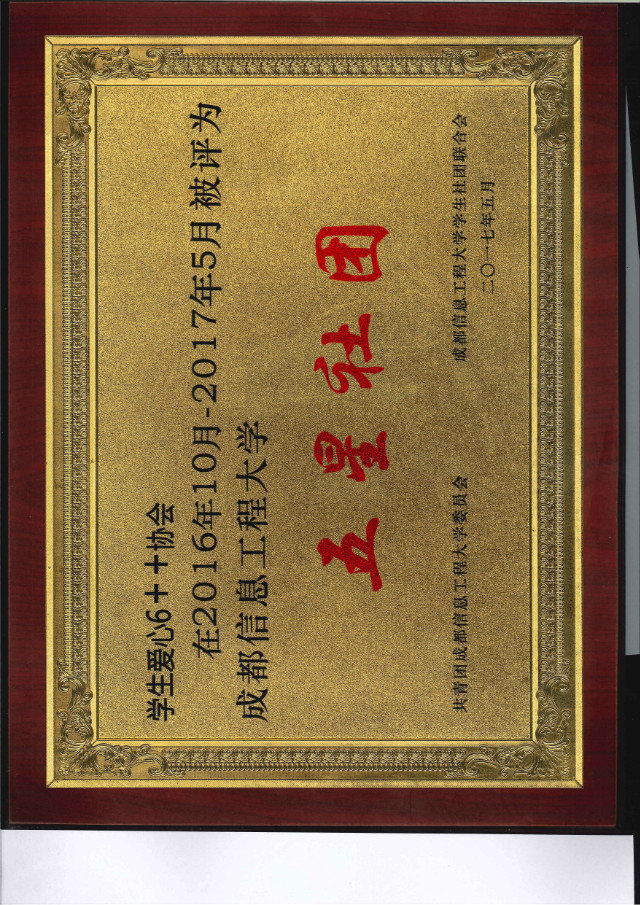 学生爱心6++协会
在2016年10月-2017年5月被评为
成都信息工程大学
五星社团
共青团成都信息工程大学委员会
成都信息工程大学学生社团联合会
二〇一七年五月